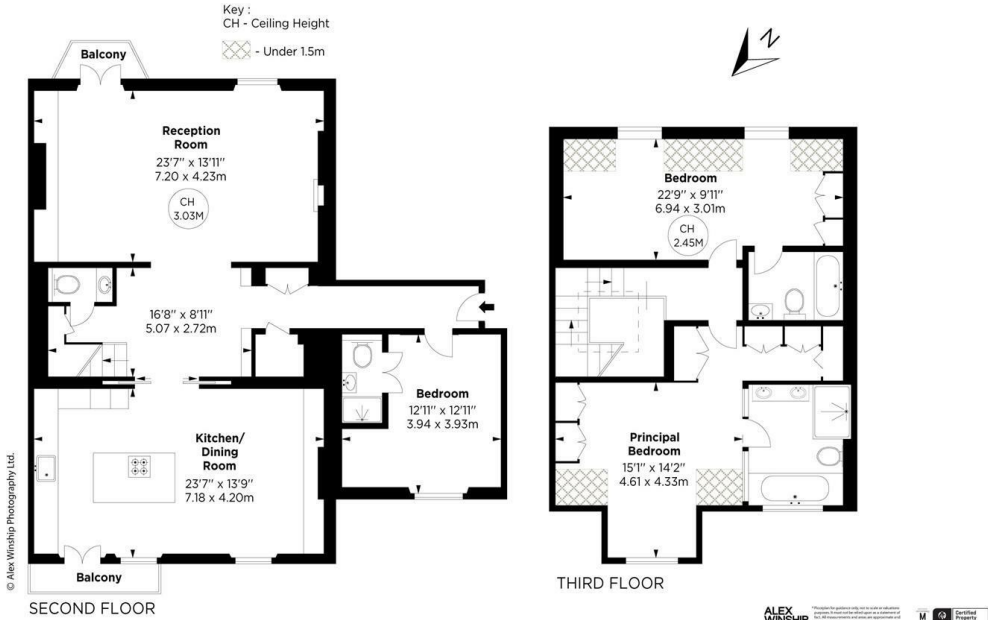 Key :
CH - Ceiling Height
- Under 1.5m
N
Balcony
Reception
Room
23'7'' x 13'11''
7.20 x 4.23m
CH
3.03M
16'8'' x 8'11''
5.07 x 2.72m
Bedroom
12'11'' x 12'11''
3.94 x 3.93m
Kitchen/
Dining
Room
23'7'' x 13'9''
7.18 x 4.20m
Balcony
SECOND FLOOR
© Alex Winship Photography Ltd.
Bedroom
22'9'' x 9'11''
6.94 x 3.01m
CH
2.45M
Principal
Bedroom
15'1'' x 14'2''
4.61 x 4.33m
THIRD FLOOR
ALEX
WINSHIP
M
Certified
Property